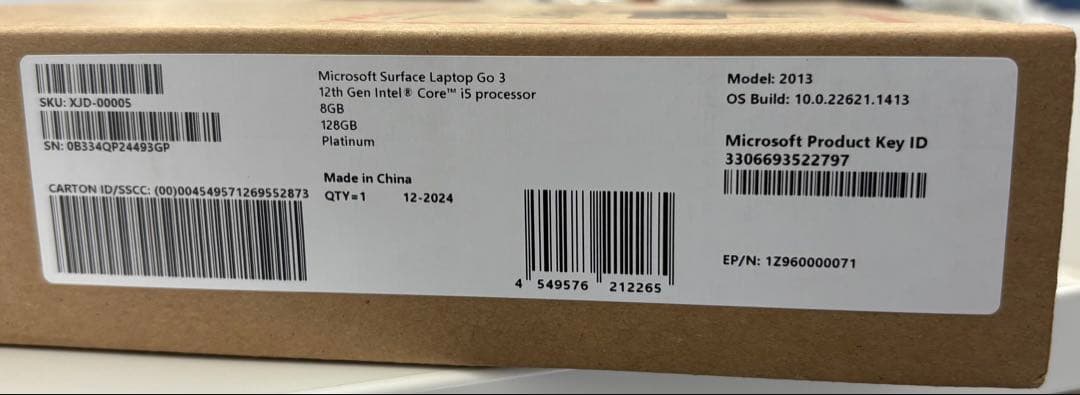 SKU: XJD-00005
SN: 0B334QP24493GP
CARTON ID/SSCC: (00)004549571269552873
Microsoft Surface Laptop Go 3
12th Gen Intel® Core™ i5 processor
8GB
128GB
Platinum
Made in China
QTY=1 12-2024
4 549576 212265
Model: 2013
OS Build: 10.0.22621.1413
Microsoft Product Key ID
3306693522797
EP/N: 1Z960000071